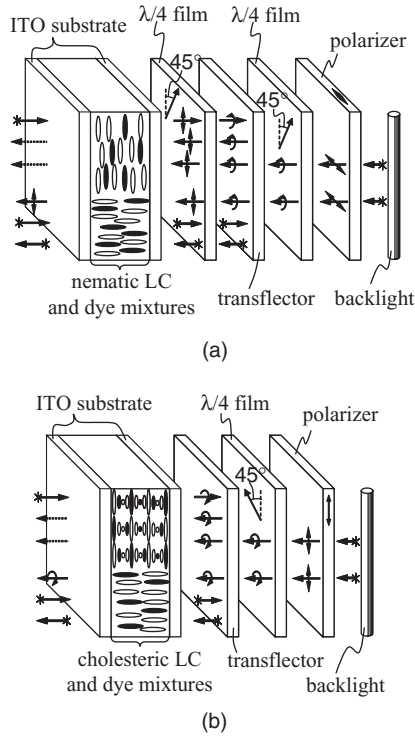 λ/4 film
λ/4 film
ITO substrate
polarizer
45°
45°
nematic LC
and dye mixtures
transflector
backlight
(a)
ITO substrate
λ/4 film
polarizer
45°
cholesteric LC
and dye mixtures
transflector
backlight
(b)